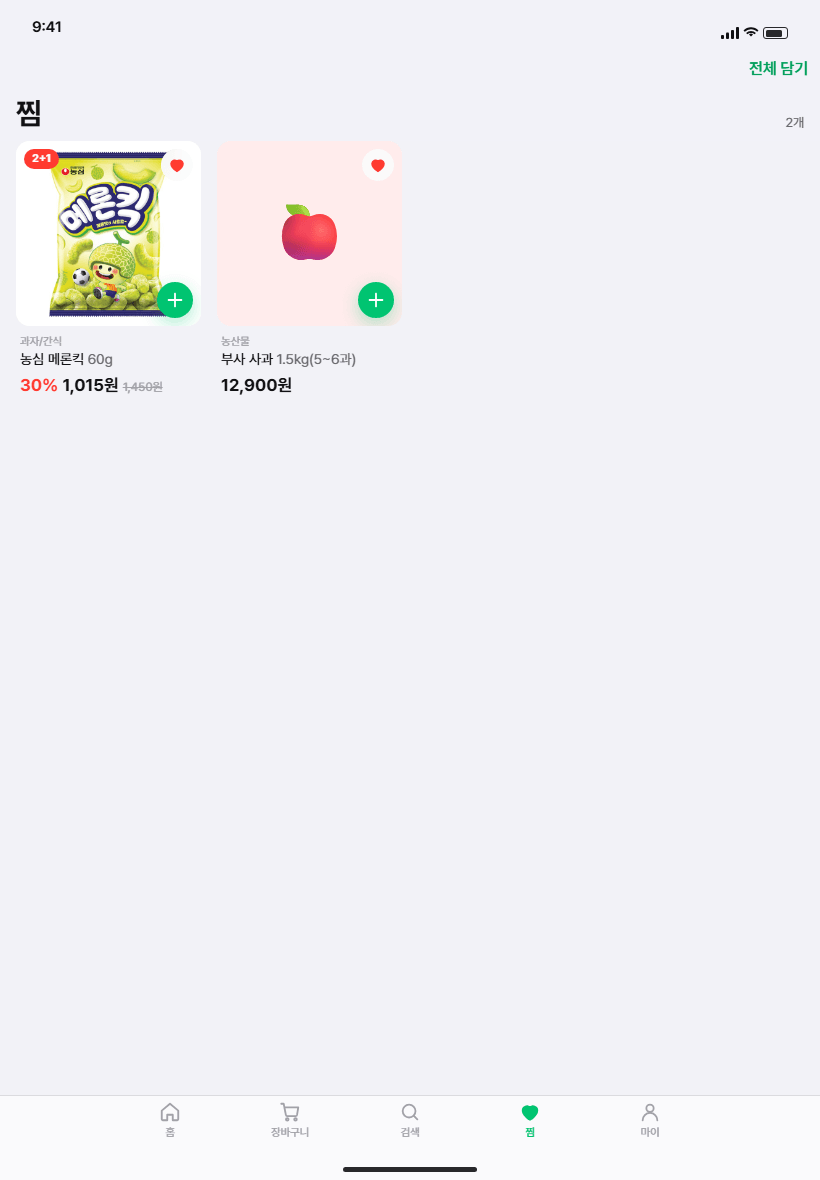 9:41
전체 담기
찜
2개
2+1
농심
메론킥
과자/간식
농심 메론킥 60g
30% 1,015원 1,450원
농산물
부사 사과 1.5kg(5~6과)
12,900원
홈
장바구니
검색
찜
마이